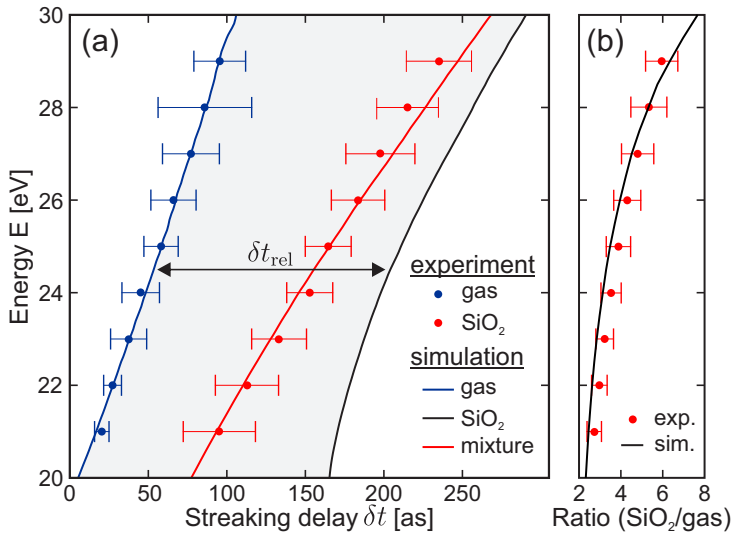 (a)
(b)
30
28
26
24
22
20
Energy E [eV]
δt_rel
experiment
gas
SiO₂
simulation
gas
SiO₂
mixture
exp.
sim.
0 50 100 150 200 250
2 4 6 8
Streaking delay δt [as]
Ratio (SiO₂/gas)